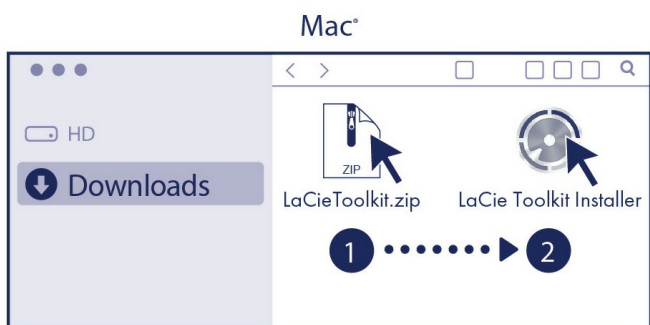 Mac°
HD
Downloads
ZIP
LaCieToolkit.zip
LaCie Toolkit Installer
1
2